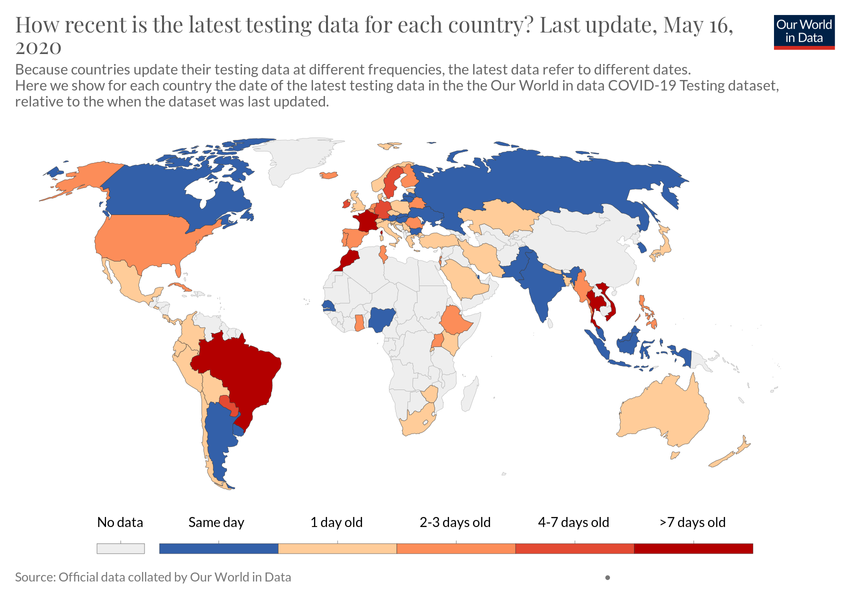 How recent is the latest testing data for each country? Last update, May 16,
2020
Our World
in Data
Because countries update their testing data at different frequencies, the latest data refer to different dates.
Here we show for each country the date of the latest testing data in the the Our World in data COVID-19 Testing dataset,
relative to the when the dataset was last updated.
No data
Same day
1 day old
2-3 days old
4-7 days old
>7 days old
Source: Official data collated by Our World in Data